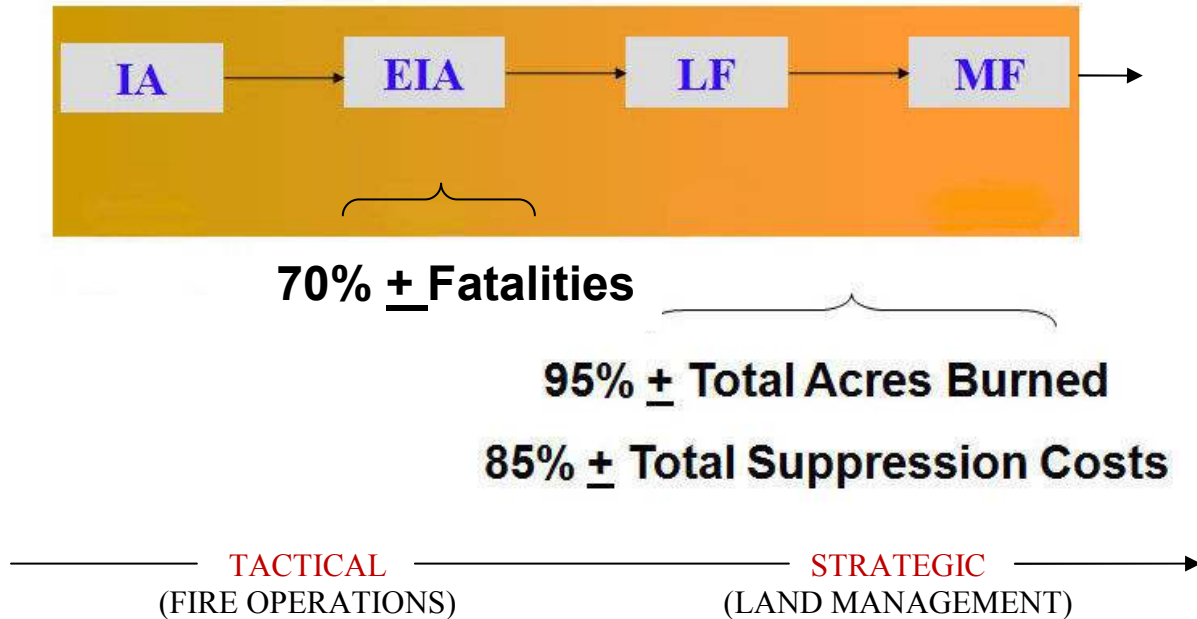 IA EIA LF MF
70% ± Fatalities
95% ± Total Acres Burned
85% ± Total Suppression Costs
TACTICAL STRATEGIC
(FIRE OPERATIONS) (LAND MANAGEMENT)